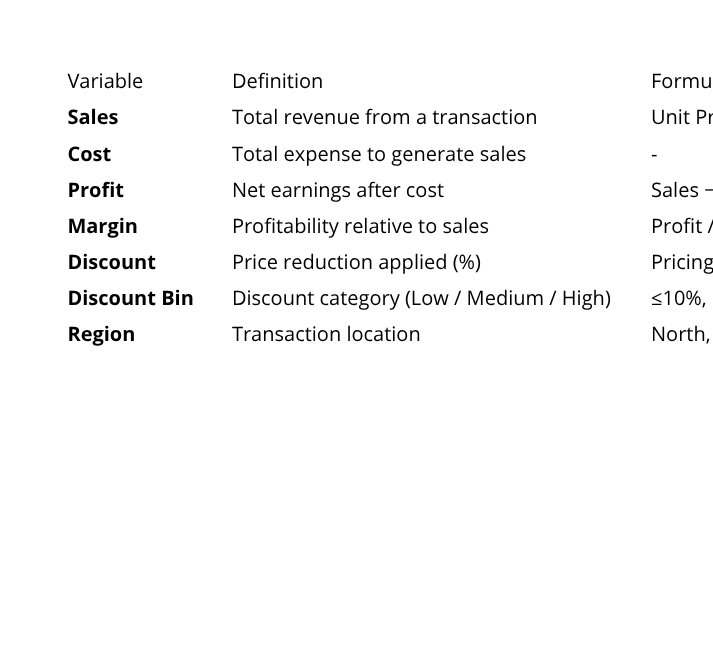 Variable Definition Formu
Sales Total revenue from a transaction Unit Pr
Cost Total expense to generate sales -
Profit Net earnings after cost Sales −
Margin Profitability relative to sales Profit /
Discount Price reduction applied (%) Pricing
Discount Bin Discount category (Low / Medium / High) ≤10%,
Region Transaction location North,